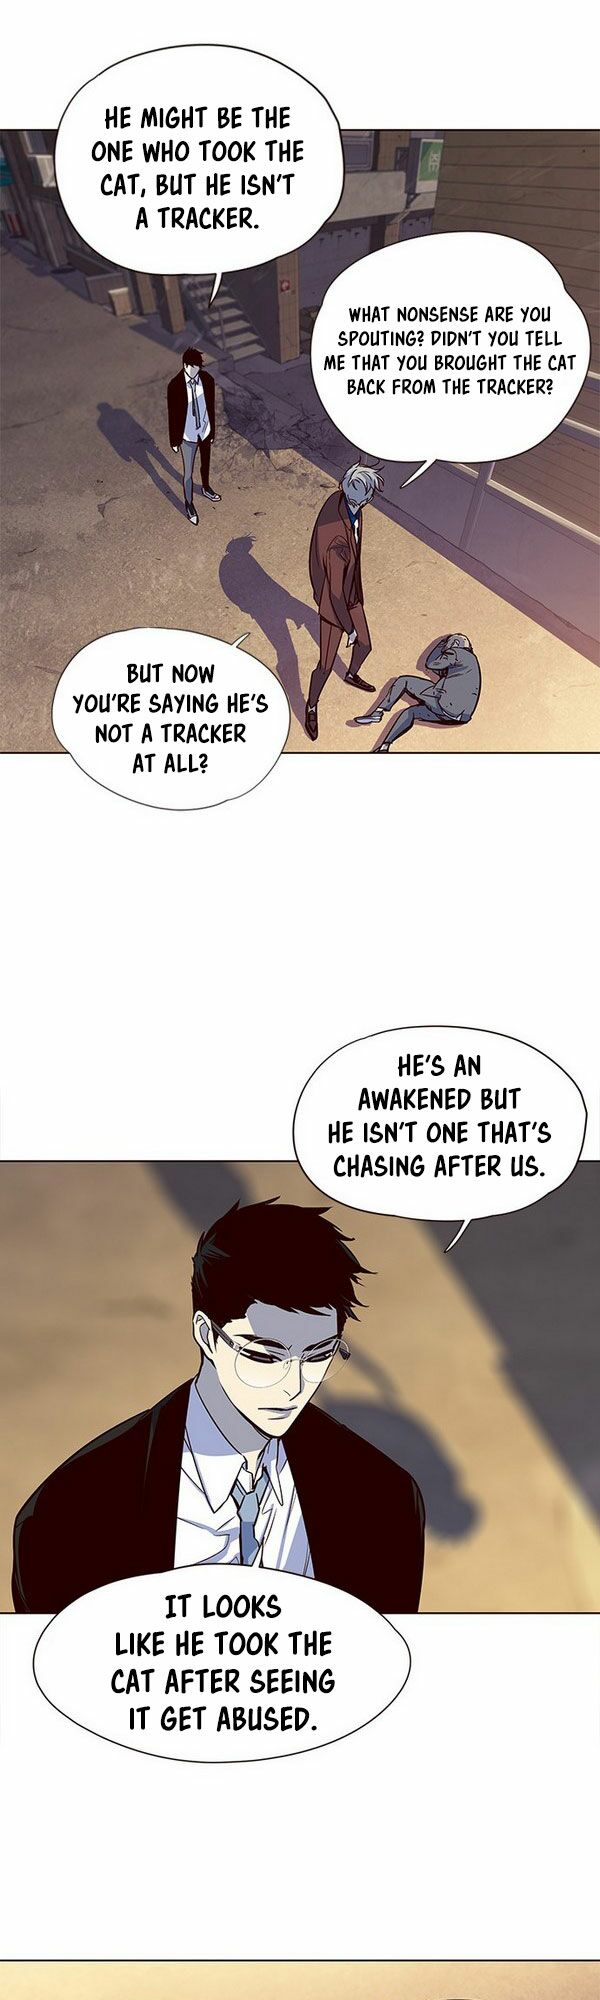 HE MIGHT BE THE
ONE WHO TOOK THE
CAT, BUT HE ISN'T
A TRACKER.
WHAT NONSENSE ARE YOU
SPOUTING? DIDN'T YOU TELL
ME THAT YOU BROUGHT THE CAT
BACK FROM THE TRACKER?
BUT NOW
YOU'RE SAYING HE'S
NOT A TRACKER
AT ALL?
HE'S AN
AWAKENED BUT
HE ISN'T ONE THAT'S
CHASING AFTER US.
IT LOOKS
LIKE HE TOOK THE
CAT AFTER SEEING
IT GET ABUSED.